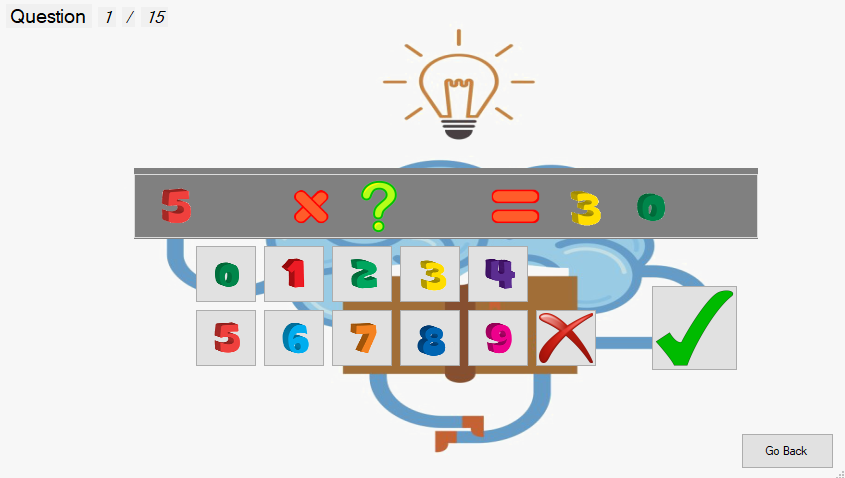 Question 1 / 15
5 × ? = 3 0
0 1 2 3 4
5 6 7 8 9
Go Back